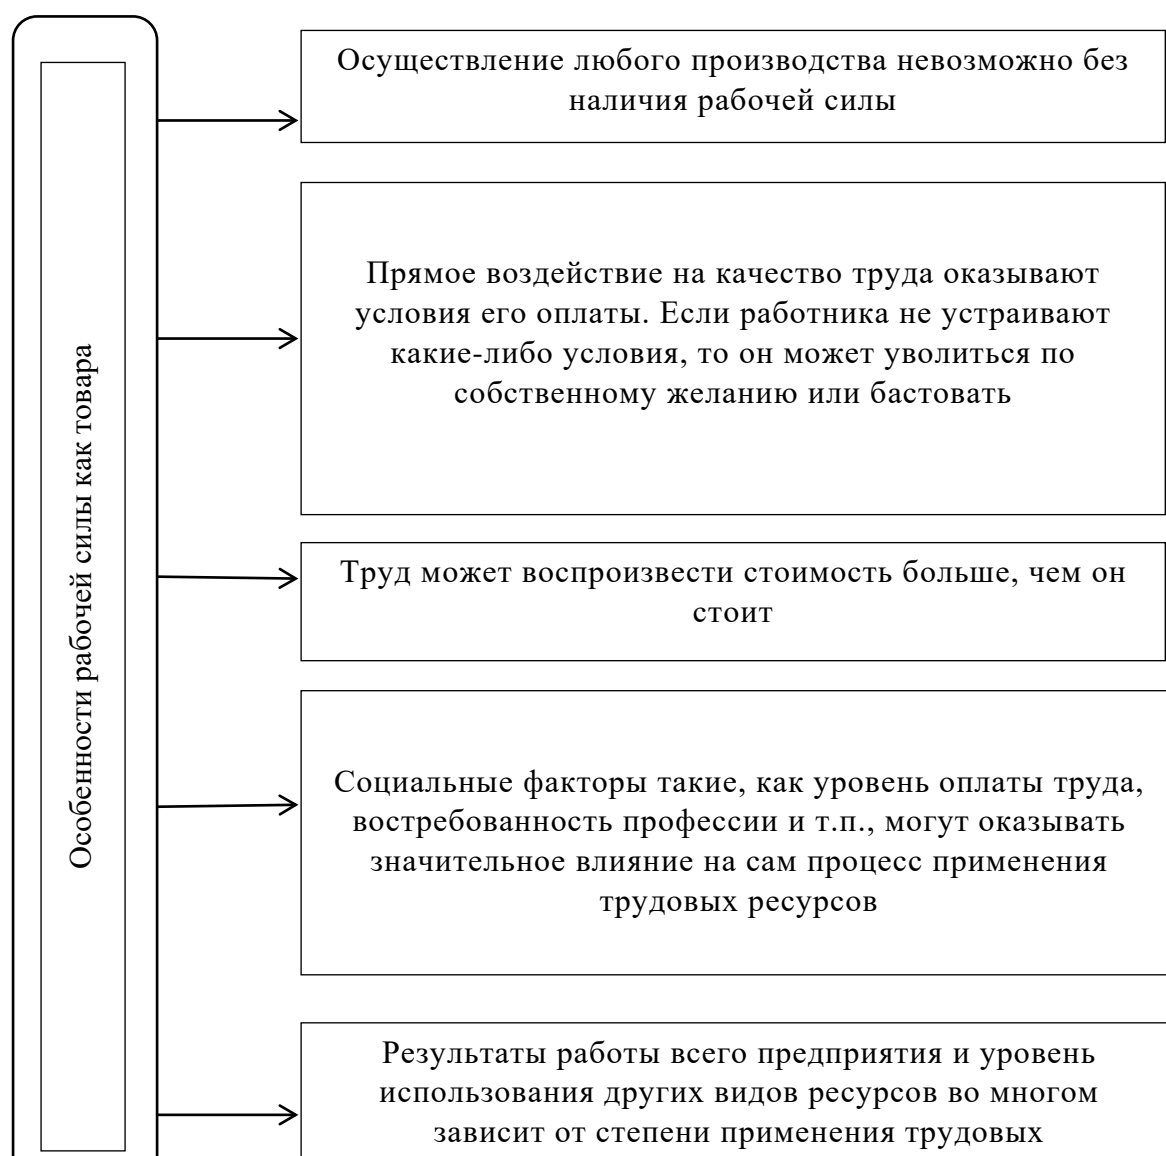 Особенности рабочей силы как товара
Осуществление любого производства невозможно без
наличия рабочей силы
Прямое воздействие на качество труда оказывают
условия его оплаты. Если работника не устраивают
какие-либо условия, то он может уволиться по
собственному желанию или бастовать
Труд может воспроизвести стоимость больше, чем он
стоит
Социальные факторы такие, как уровень оплаты труда,
востребованность профессии и т.п., могут оказывать
значительное влияние на сам процесс применения
трудовых ресурсов
Результаты работы всего предприятия и уровень
использования других видов ресурсов во многом
зависит от степени применения трудовых